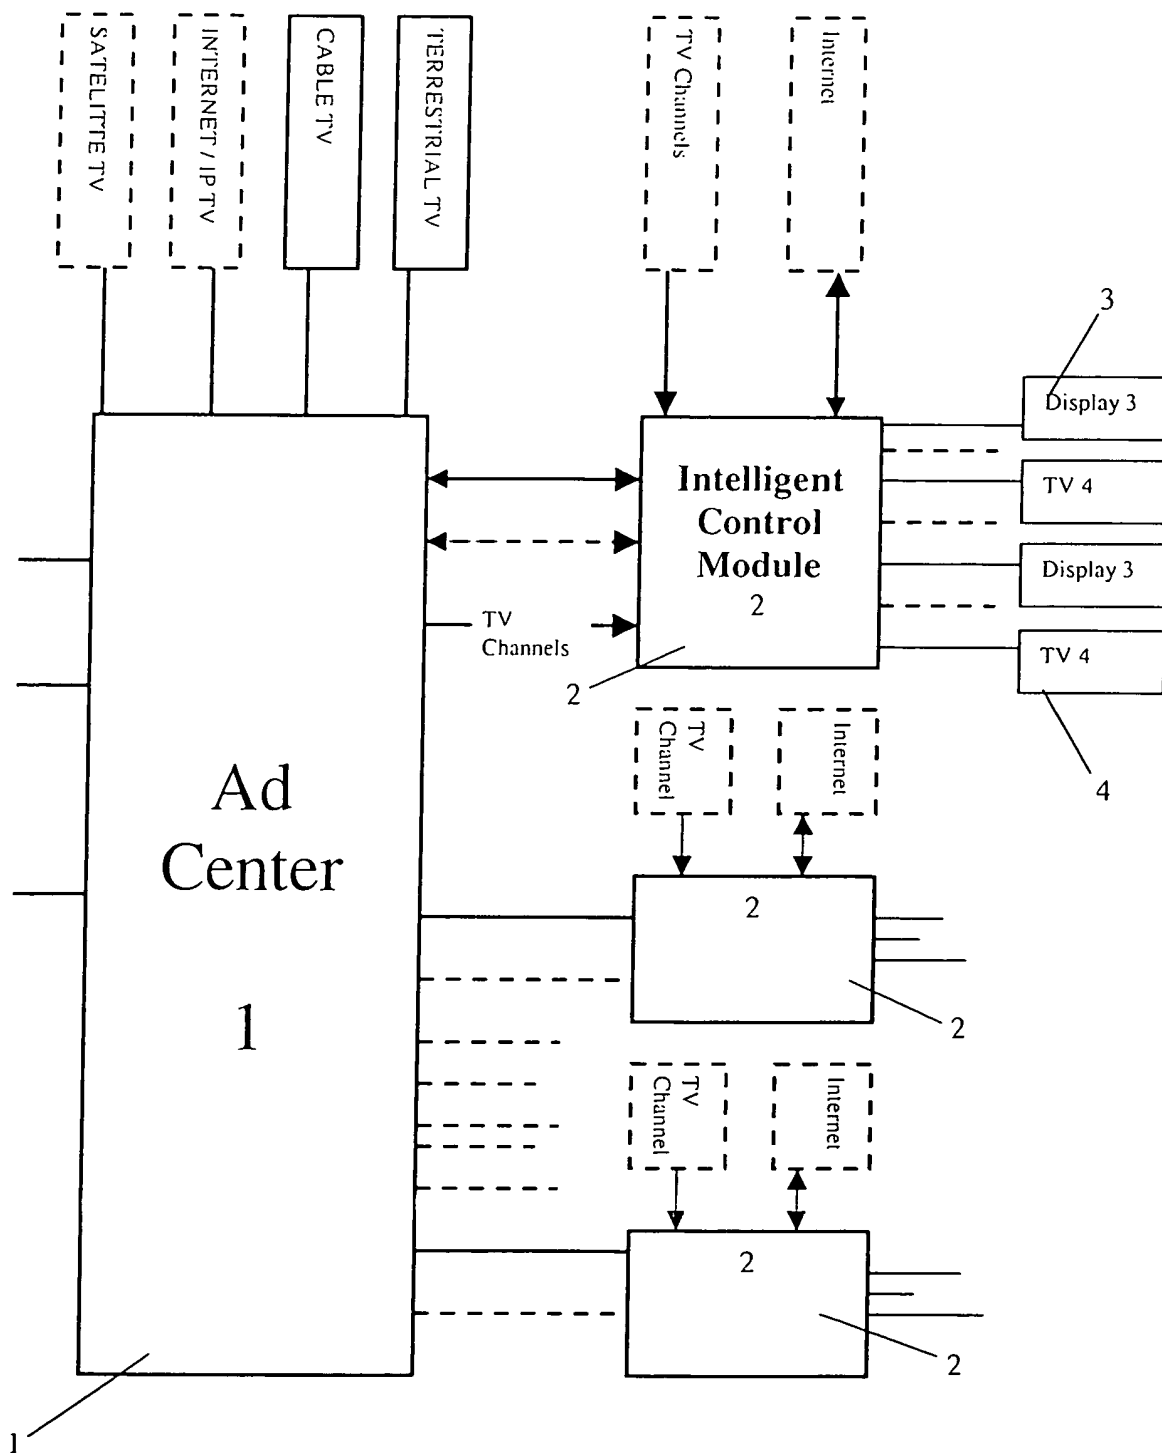 SATELITTE TV
INTERNET / IP TV
CABLE TV
TERRESTRIAL TV
TV Channels
Internet
3
Display 3
TV 4
Display 3
TV 4
4
Intelligent
Control
Module
2
2
TV
Channels
Ad
Center
1
1
TV
Channel
Internet
2
2
TV
Channel
Internet
2
2